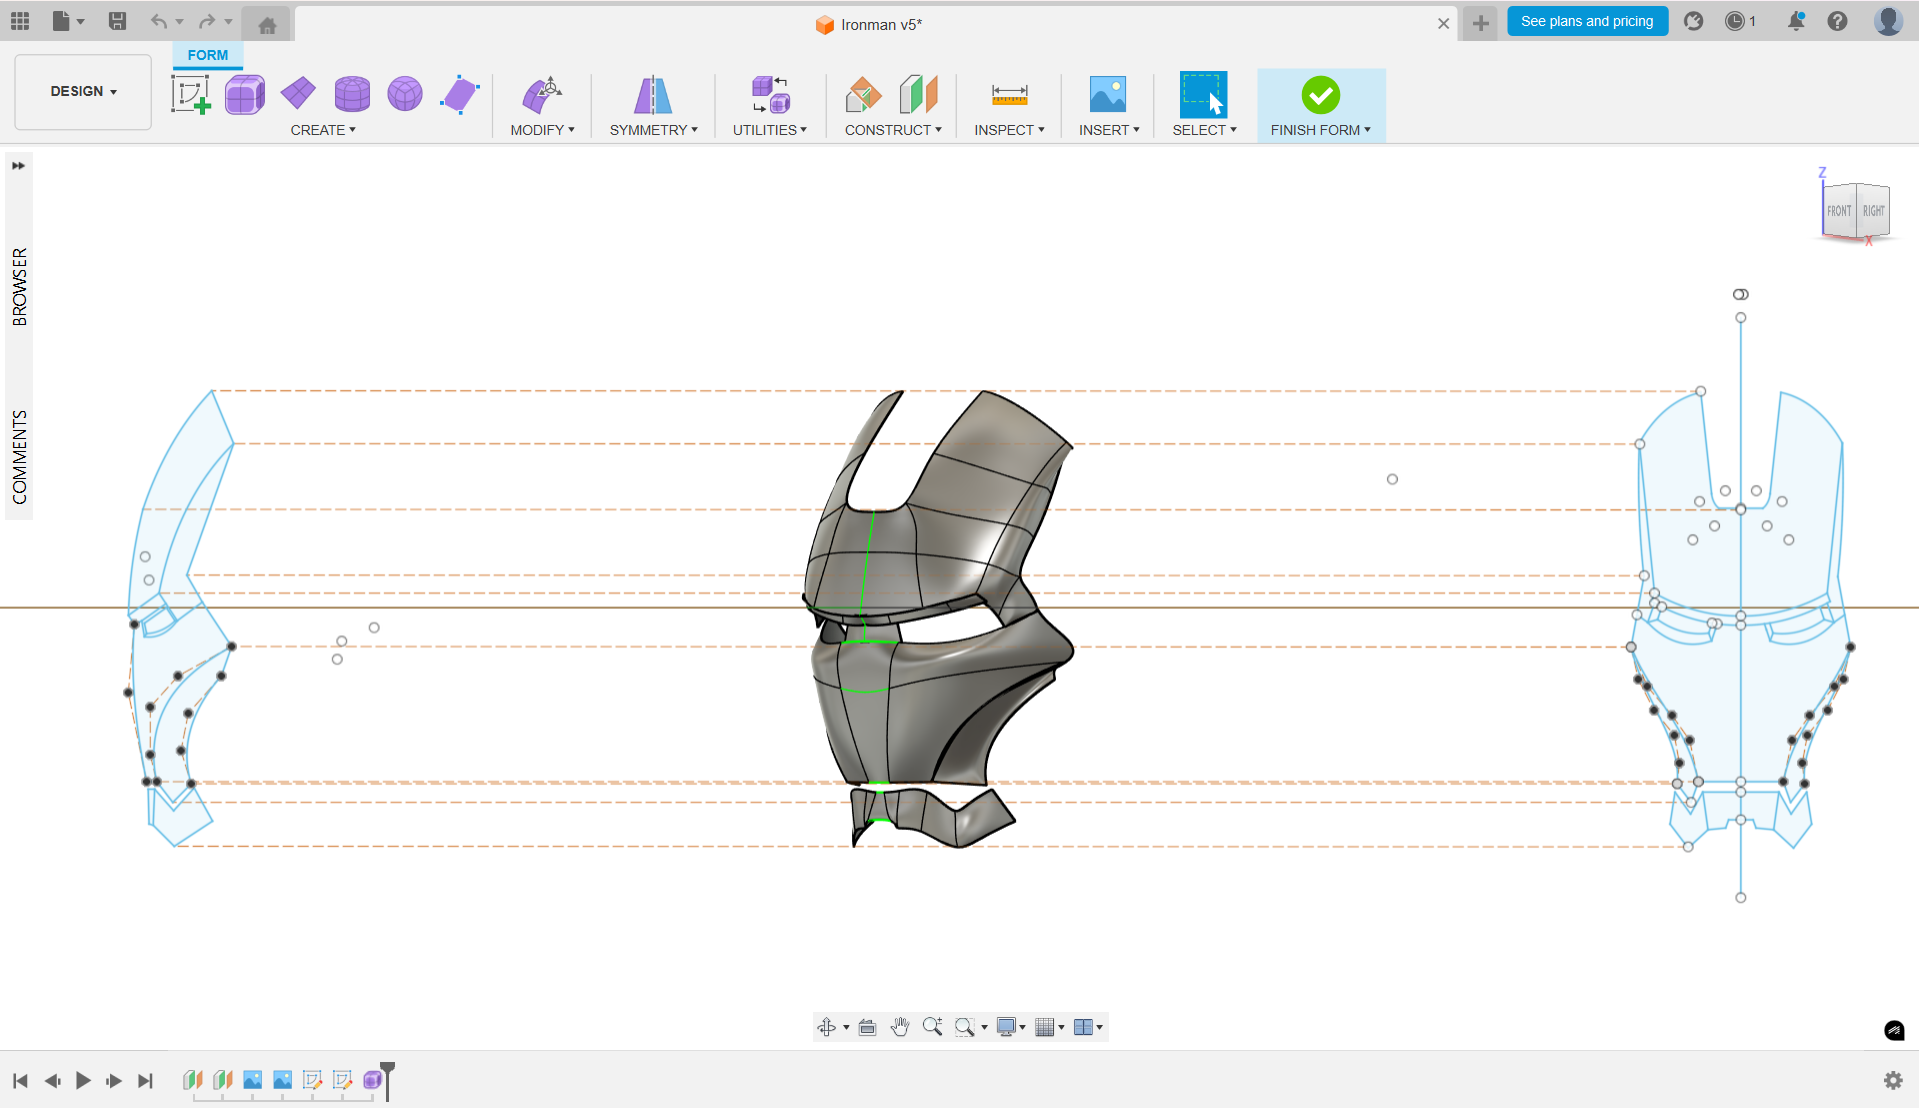 Ironman v5*
See plans and pricing
1
FORM
DESIGN
CREATE
MODIFY
SYMMETRY
UTILITIES
CONSTRUCT
INSPECT
INSERT
SELECT
FINISH FORM
BROWSER
COMMENTS
Z
FRONT
RIGHT
X